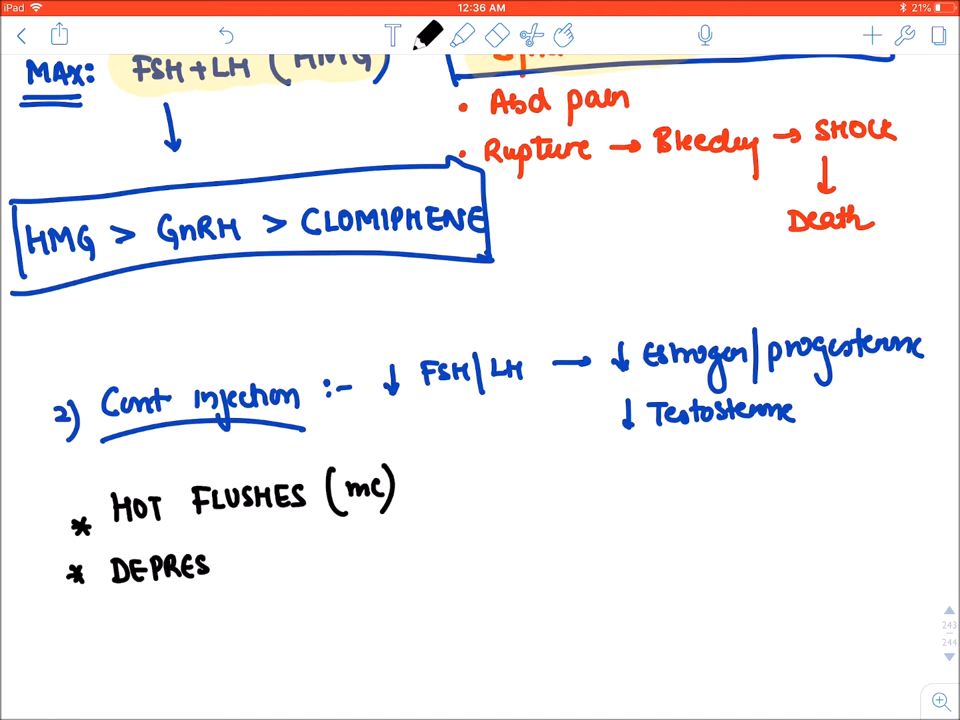 iPad 12:36 AM 21%
T
MAX: FSH+LH (HMG)
• Abd pain
• Rupture → Bleeding → SHOCK
↓
Death
HMG > GnRH > CLOMIPHENE
2) Cont injection :- ↓ FSH/LH → ↓ Estrogen/progesterone
↓ Testosterone
* HOT FLUSHES (mc)
* DEPRES
243
244